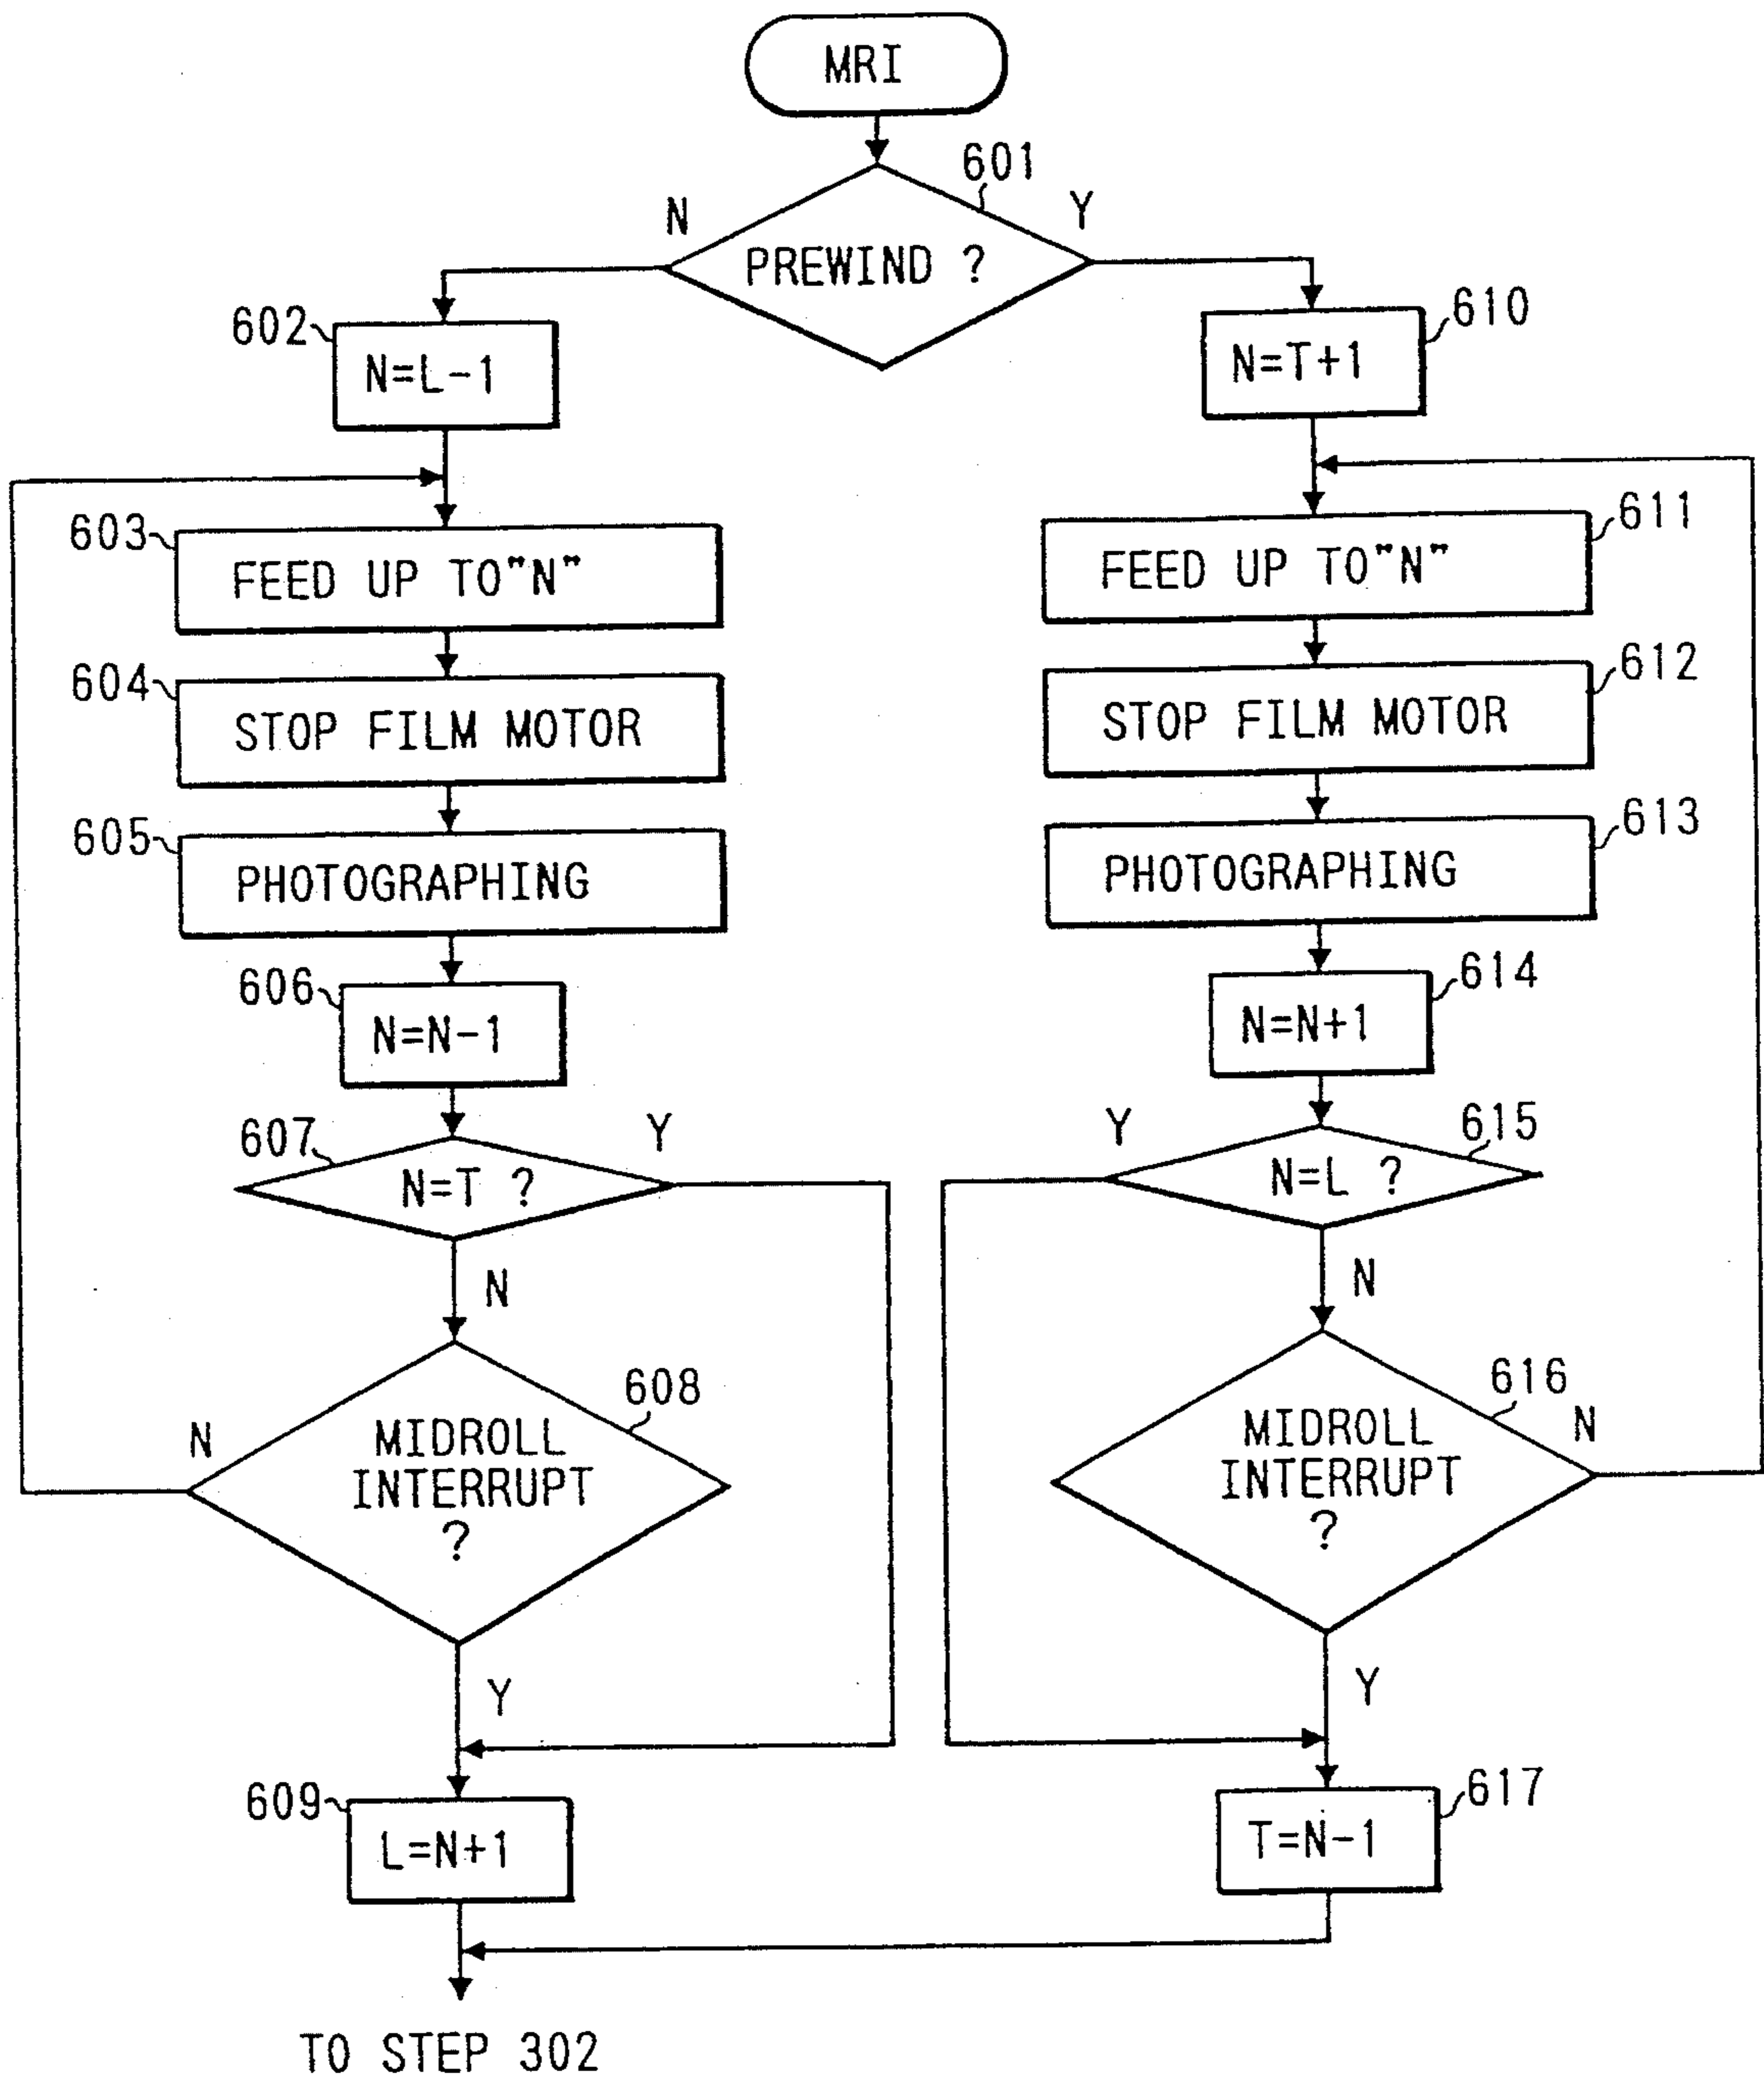 MRI
601
N
Y
PREWIND ?
602
N=L-1
610
N=T+1
603
FEED UP TO"N"
611
FEED UP TO"N"
604
STOP FILM MOTOR
612
STOP FILM MOTOR
605
PHOTOGRAPHING
613
PHOTOGRAPHING
606
N=N-1
614
N=N+1
607
N=T ?
Y
N
615
N=L ?
Y
N
608
MIDROLL
INTERRUPT
?
N
Y
616
MIDROLL
INTERRUPT
?
N
Y
609
L=N+1
617
T=N-1
TO STEP 302